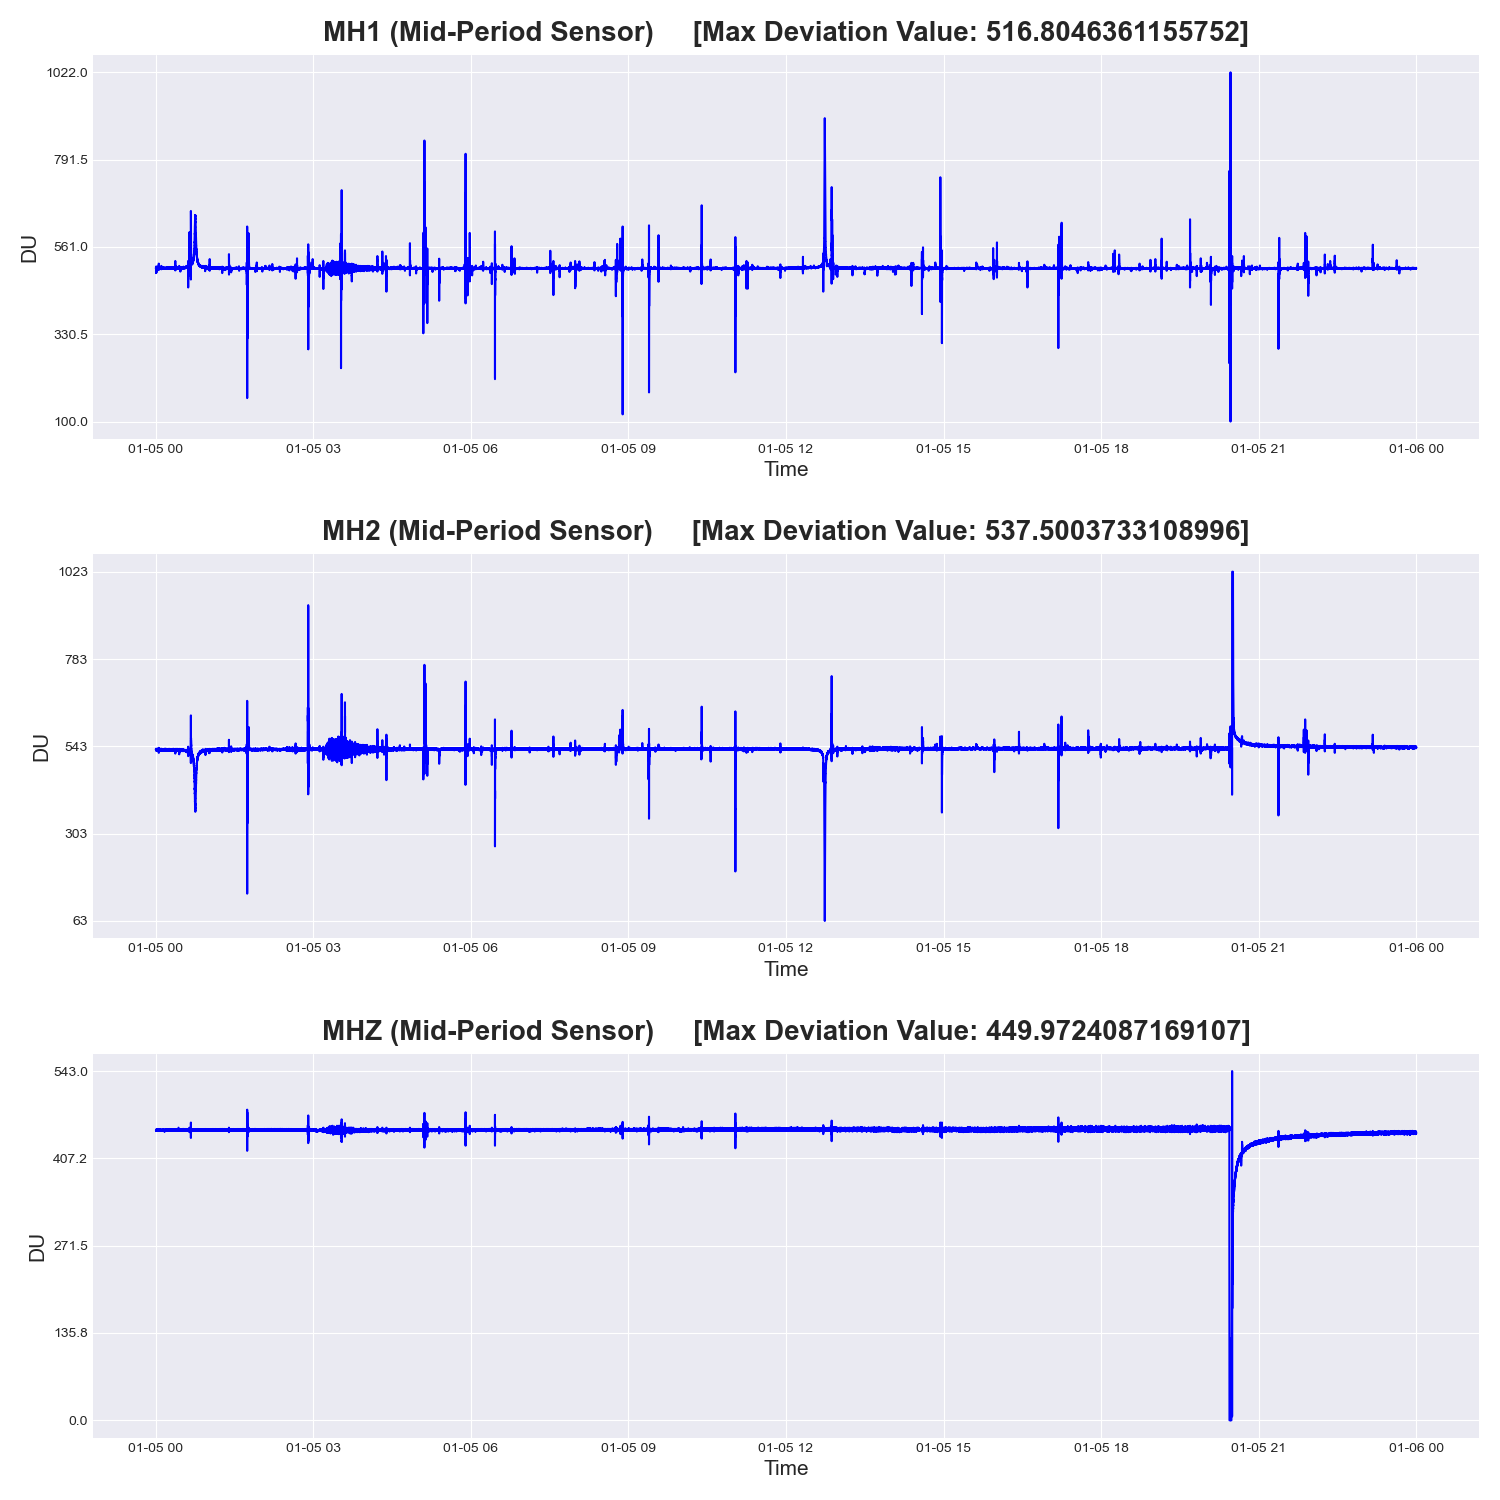 MH1 (Mid-Period Sensor) [Max Deviation Value: 516.8046361155752]
1022.0
791.5
561.0
330.5
100.0
DU
01-05 00 01-05 03 01-05 06 01-05 09 01-05 12 01-05 15 01-05 18 01-05 21 01-06 00
Time
MH2 (Mid-Period Sensor) [Max Deviation Value: 537.5003733108996]
1023
783
543
303
63
DU
01-05 00 01-05 03 01-05 06 01-05 09 01-05 12 01-05 15 01-05 18 01-05 21 01-06 00
Time
MHZ (Mid-Period Sensor) [Max Deviation Value: 449.9724087169107]
543.0
407.2
271.5
135.8
0.0
DU
01-05 00 01-05 03 01-05 06 01-05 09 01-05 12 01-05 15 01-05 18 01-05 21 01-06 00
Time